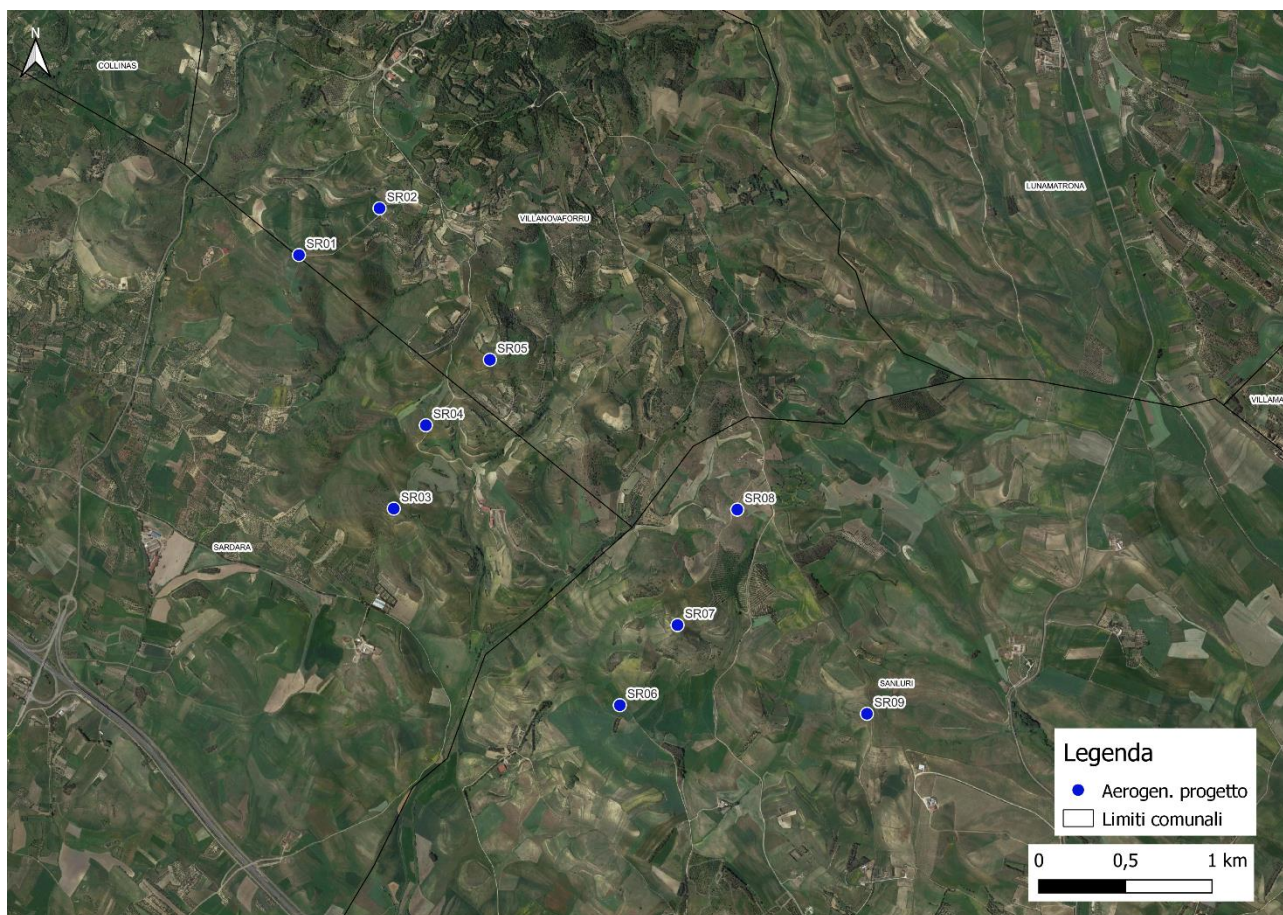 N
COLLINAS
LUNAMATRONA
SR02
VILLANOVAFORRU
SR01
SR05
VILLAMA
SR04
SR03
SR08
SARDARA
SR07
SANLURI
SR06
SR09
Legenda
Aerogen. progetto
Limiti comunali
0 0,5 1 km